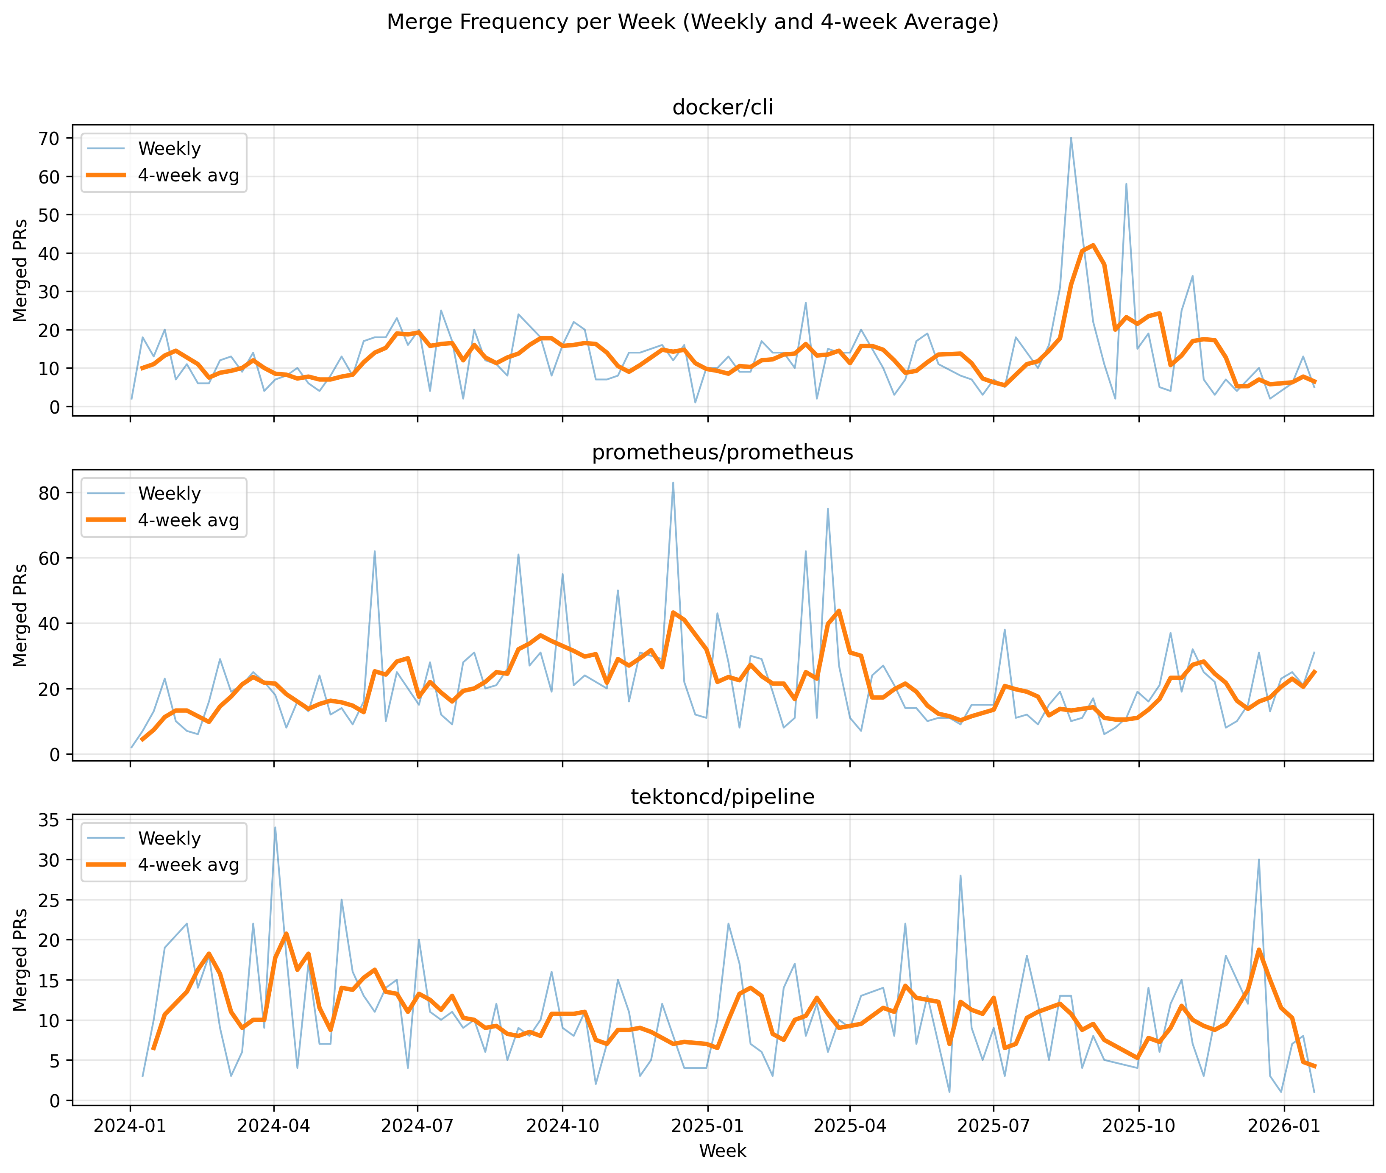 Merge Frequency per Week (Weekly and 4-week Average)
docker/cli
Merged PRs
70
60
50
40
30
20
10
0
Weekly
4-week avg
prometheus/prometheus
Merged PRs
80
60
40
20
0
Weekly
4-week avg
tektoncd/pipeline
Merged PRs
35
30
25
20
15
10
5
0
Weekly
4-week avg
2024-01 2024-04 2024-07 2024-10 2025-01 2025-04 2025-07 2025-10 2026-01
Week